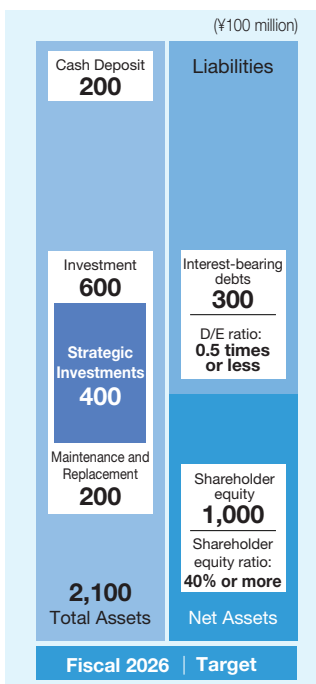 (¥100 million)
Cash Deposit
200
Investment
600
Strategic
Investments
400
Maintenance and
Replacement
200
2,100
Total Assets
Liabilities
Interest-bearing
debts
300
D/E ratio:
0.5 times
or less
Shareholder
equity
1,000
Shareholder
equity ratio:
40% or more
Net Assets
Fiscal 2026 | Target